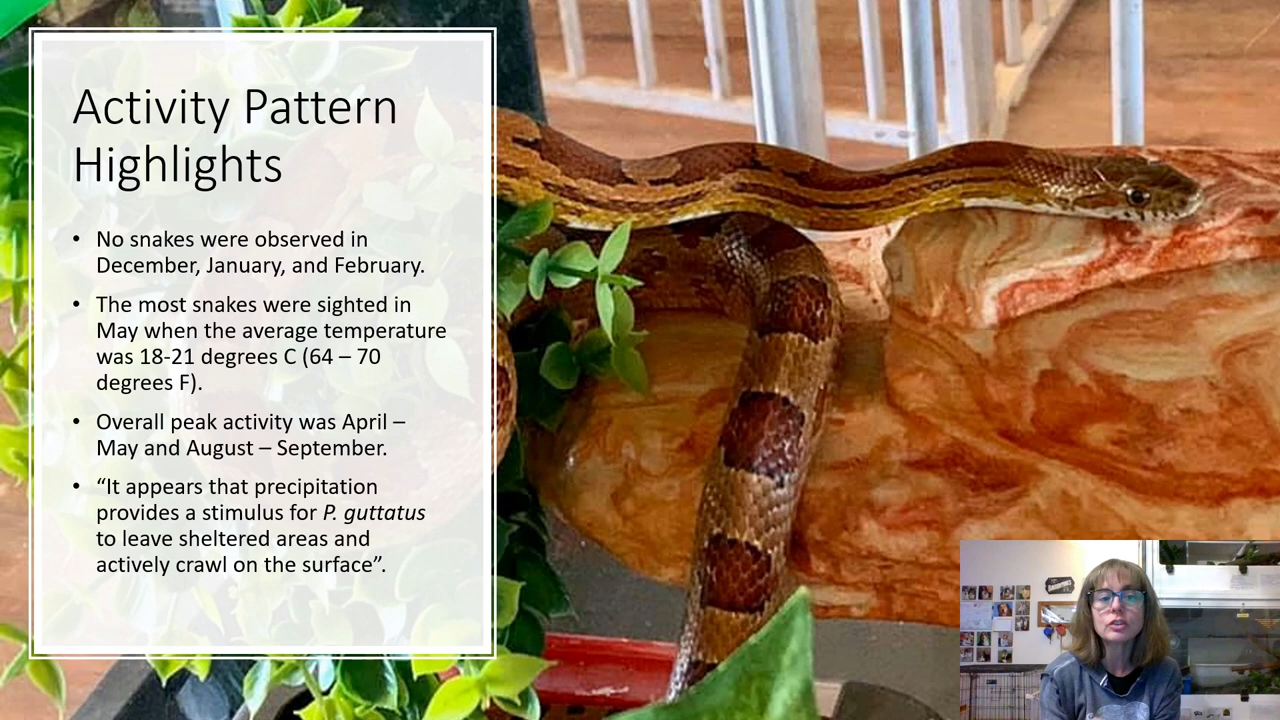 Activity Pattern
Highlights
• No snakes were observed in
December, January, and February.
• The most snakes were sighted in
May when the average temperature
was 18-21 degrees C (64 – 70
degrees F).
• Overall peak activity was April –
May and August – September.
• “It appears that precipitation
provides a stimulus for P. guttatus
to leave sheltered areas and
actively crawl on the surface”.